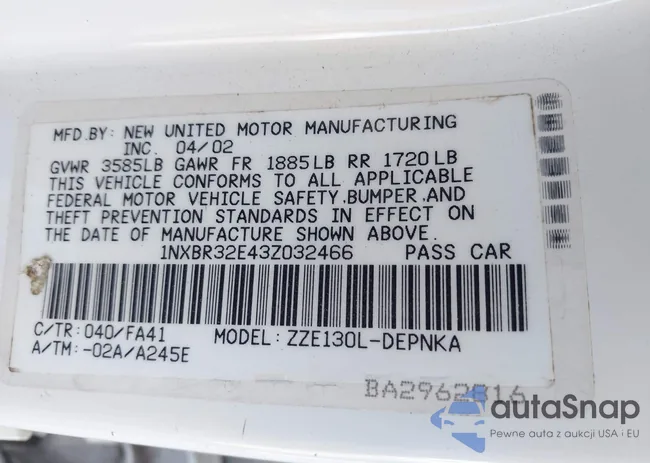 MFD.BY: NEW UNITED MOTOR MANUFACTURING
INC. 04/02
GVWR 3585LB GAWR FR 1885LB RR 1720LB
THIS VEHICLE CONFORMS TO ALL APPLICABLE
FEDERAL MOTOR VEHICLE SAFETY,BUMPER,AND
THEFT PREVENTION STANDARDS IN EFFECT ON
THE DATE OF MANUFACTURE SHOWN ABOVE.
1NXBR32E43Z032466 PASS CAR
C/TR: 040/FA41 MODEL: ZZE130L-DEPNKA
A/TM: -02A/A245E
BA2962816
autaSnap
Pewne auta z aukcji USA i EU